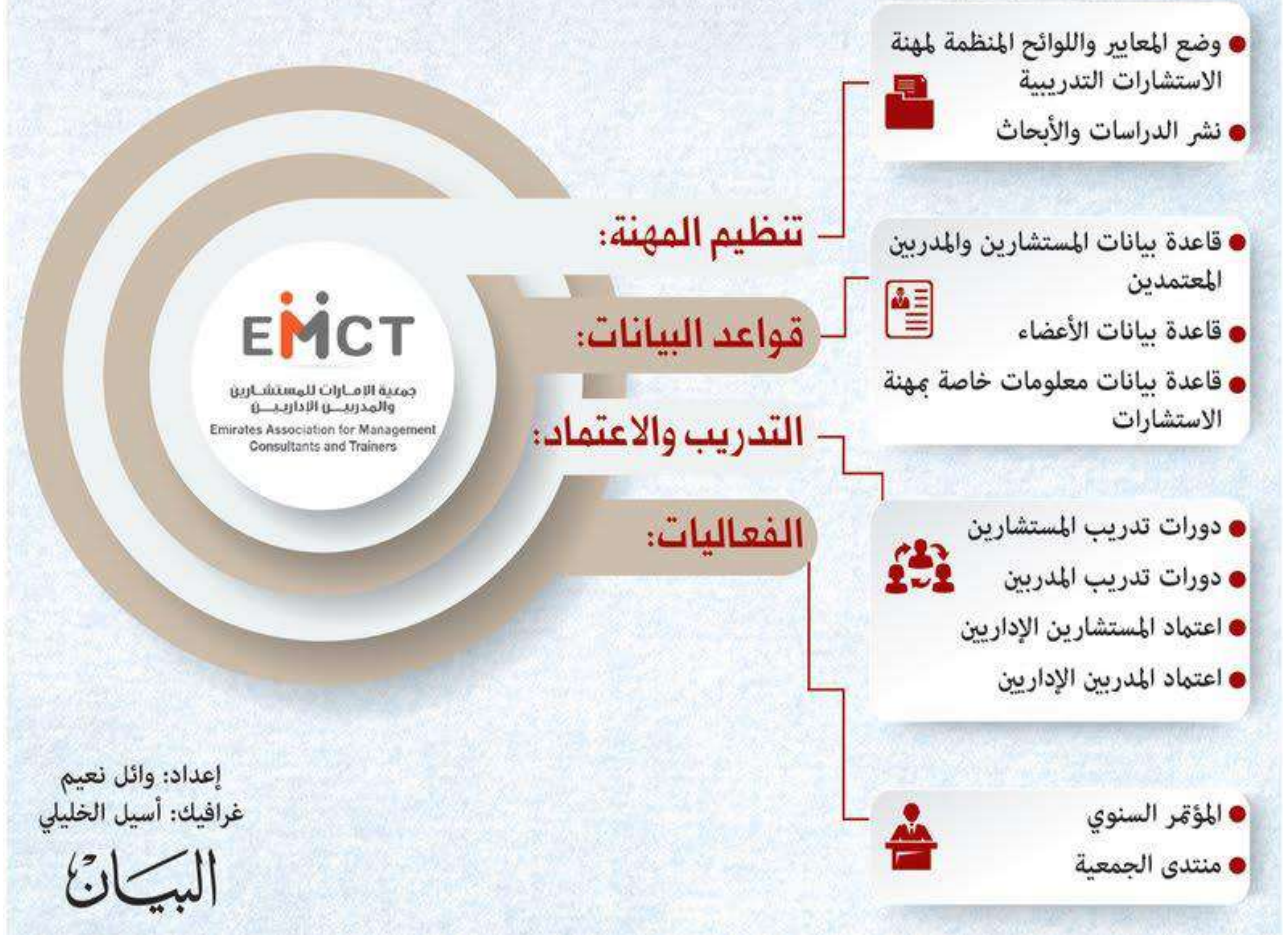 تنظيم المهنة:
● وضع المعايير واللوائح المنظمة لمهنة
الاستشارات التدريبية
● نشر الدراسات والأبحاث
قواعد البيانات:
● قاعدة بيانات المستشارين والمدربين
المعتمدين
● قاعدة بيانات الأعضاء
● قاعدة بيانات معلومات خاصة بمهنة
الاستشارات
التدريب والاعتماد:
● دورات تدريب المستشارين
● دورات تدريب المدربين
● اعتماد المستشارين الإداريين
● اعتماد المدربين الإداريين
الفعاليات:
● المؤتمر السنوي
● منتدى الجمعية
EMCT
جمعية الإمارات للمستشارين
والمدربين الإداريين
Emirates Association for Management
Consultants and Trainers
إعداد: وائل نعيم
غرافيك: أسيل الخليلي
البيان